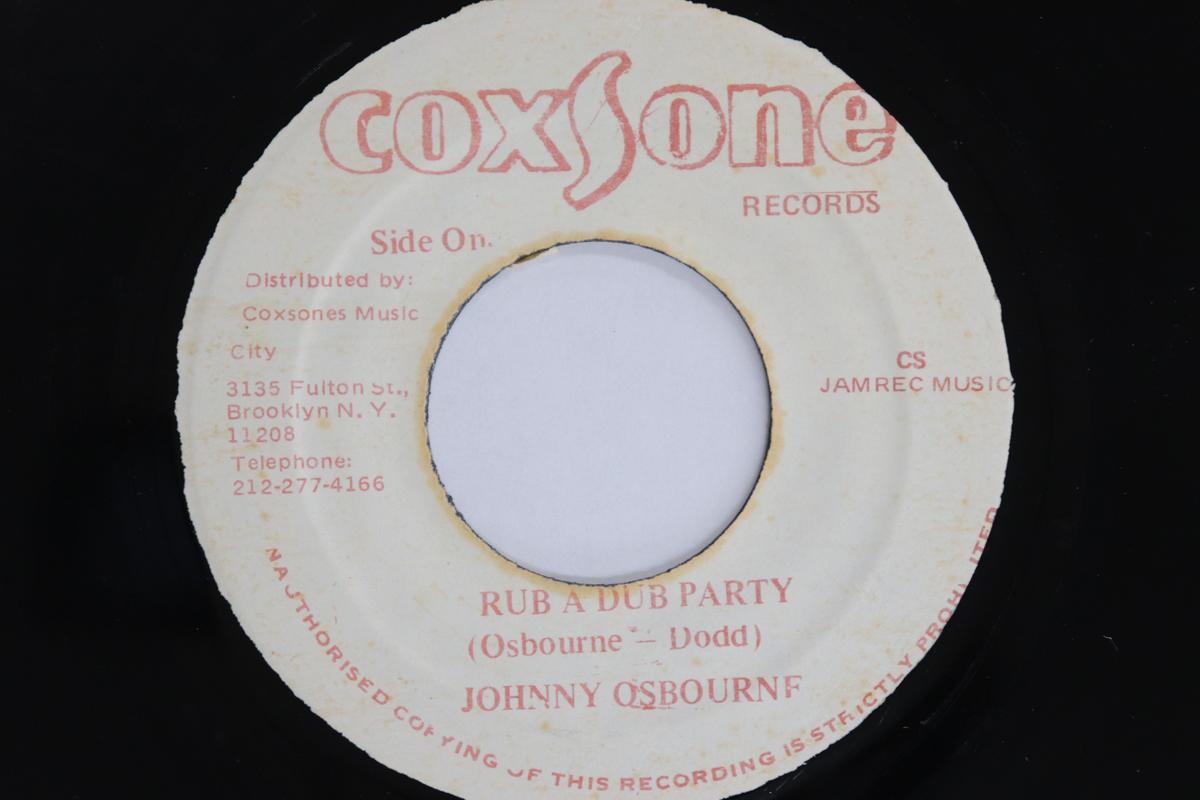 coxsone
RECORDS
Side On.
Distributed by:
Coxsones Music
City
3135 Fulton St.,
Brooklyn N. Y.
11208
Telephone:
212-277-4166
CS
JAMREC MUSIC
RUB A DUB PARTY
(Osbourne – Dodd)
JOHNNY OSBOURNE
NAUTHORISED COPYING OF THIS RECORDING IS STRICTLY PROHIBITED